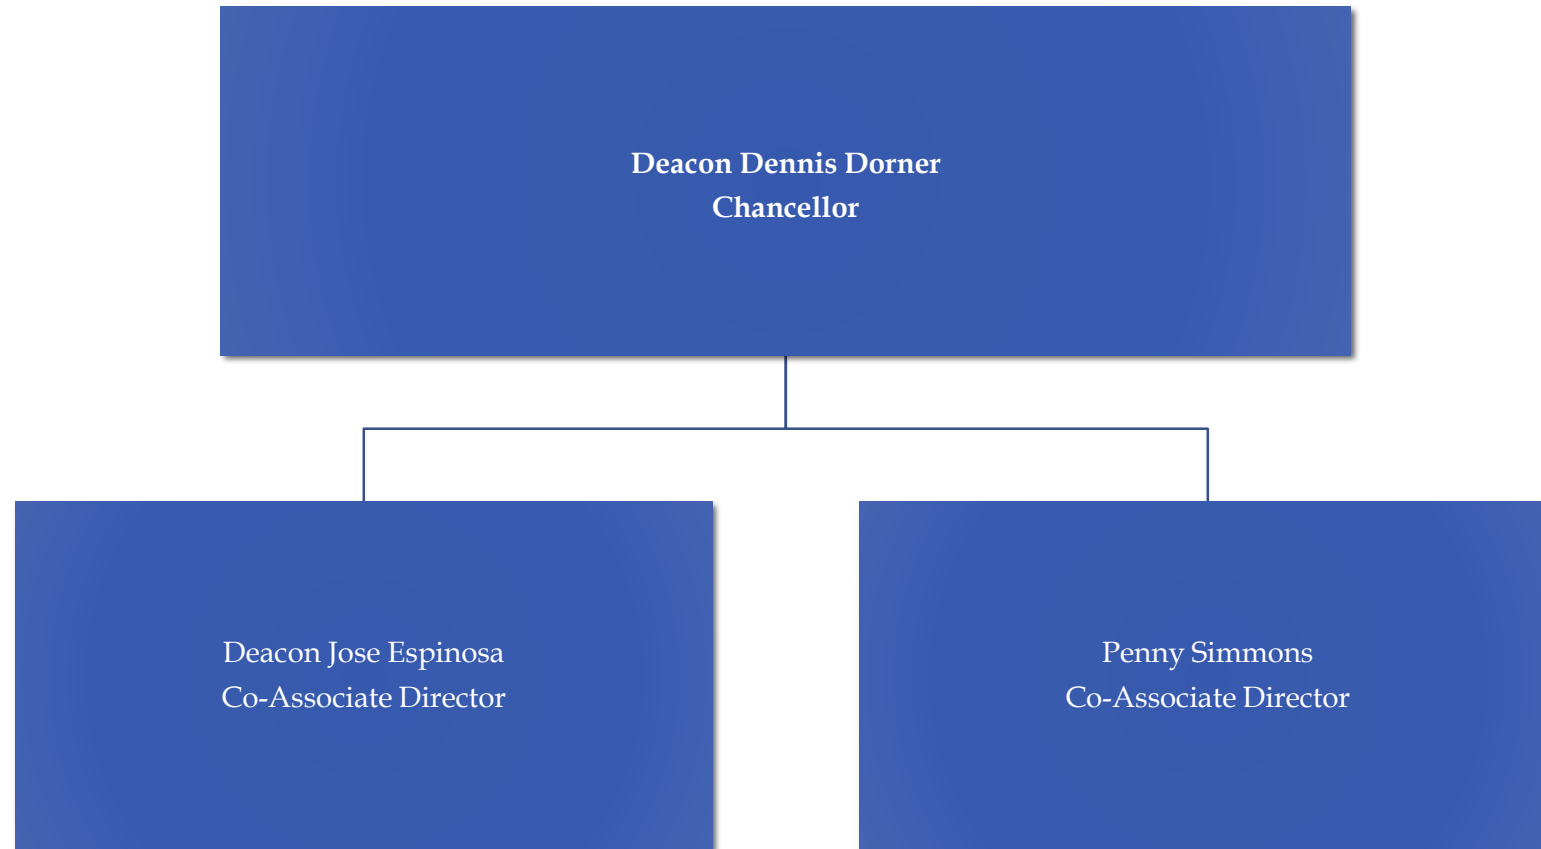 Deacon Dennis Dorner
Chancellor
Deacon Jose Espinosa
Co-Associate Director
Penny Simmons
Co-Associate Director